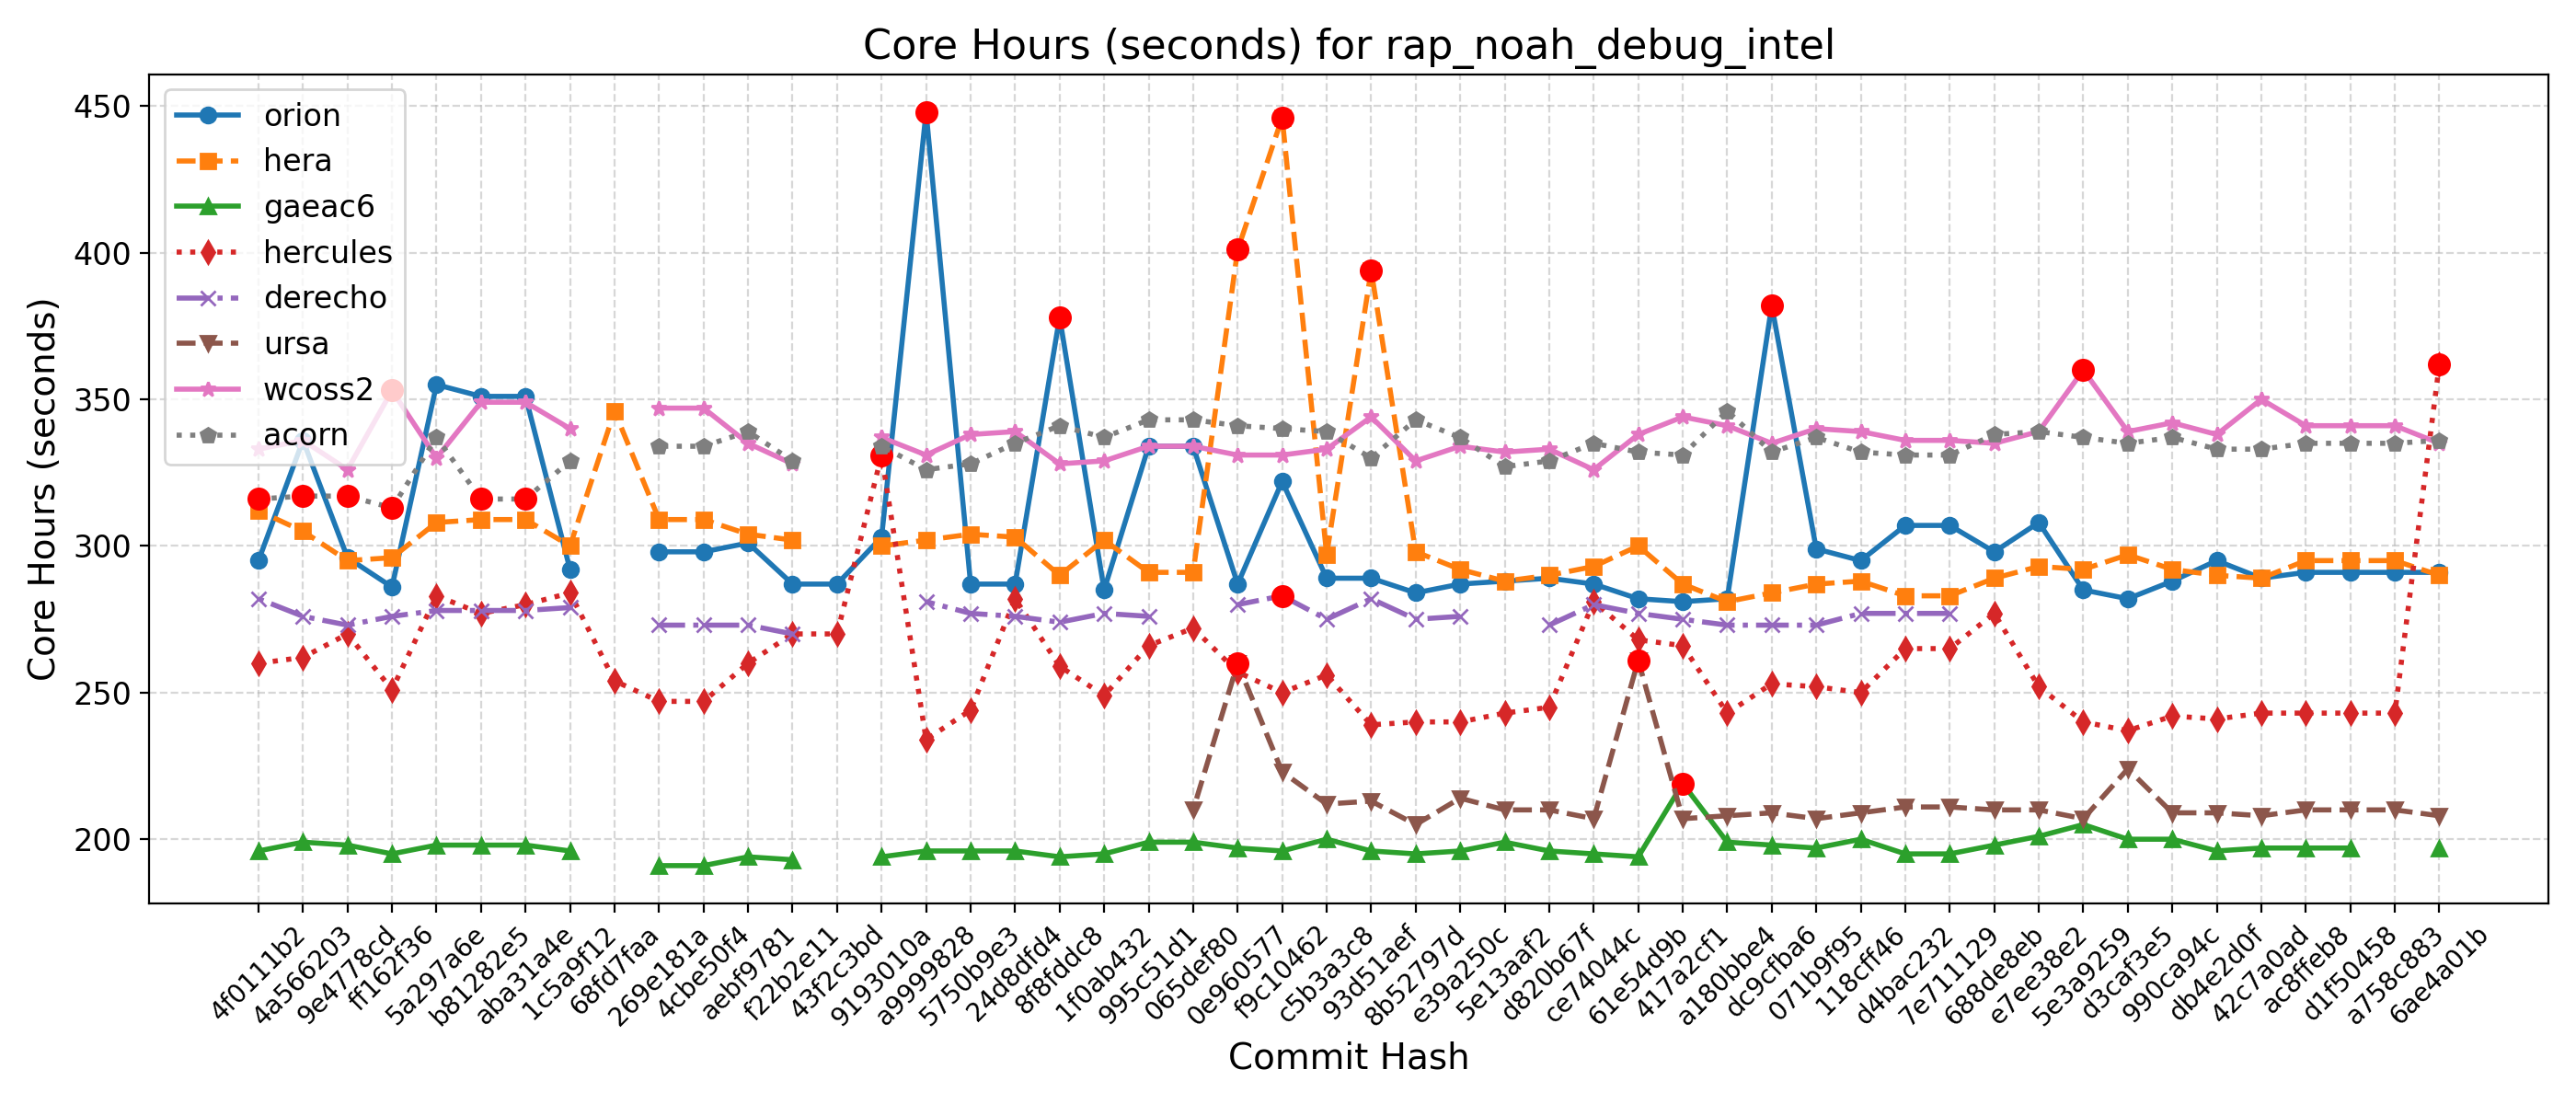 Core Hours (seconds) for rap_noah_debug_intel
Core Hours (seconds)
450
400
350
300
250
200
orion
hera
gaeac6
hercules
derecho
ursa
wcoss2
acorn
4f0111b2
4a566203
9e4778cd
ff162f36
5a297a6e
b81282e5
aba31a4e
1c5a9f12
68fd7faa
269e181a
4cbe50f4
aebf9781
f22b2e11
43f2c3bd
9193010a
a9999828
5750b9e3
24d8dfd4
8f8fddc8
1f0ab432
995c51d1
065def80
0e960577
f9c10462
c5b3a3c8
93d51aef
8b52797d
e39a250c
5e13aaf2
d820b67f
ce74044c
61e54d9b
417a2cf1
a180bbe4
dc9cfba6
071b9f95
118cff46
d4bac232
7e711129
688de8eb
e7ee38e2
5e3a9259
d3caf3e5
990ca94c
db4e2d0f
42c7a0ad
ac8ffeb8
d1f50458
a758c883
6ae4a01b
Commit Hash